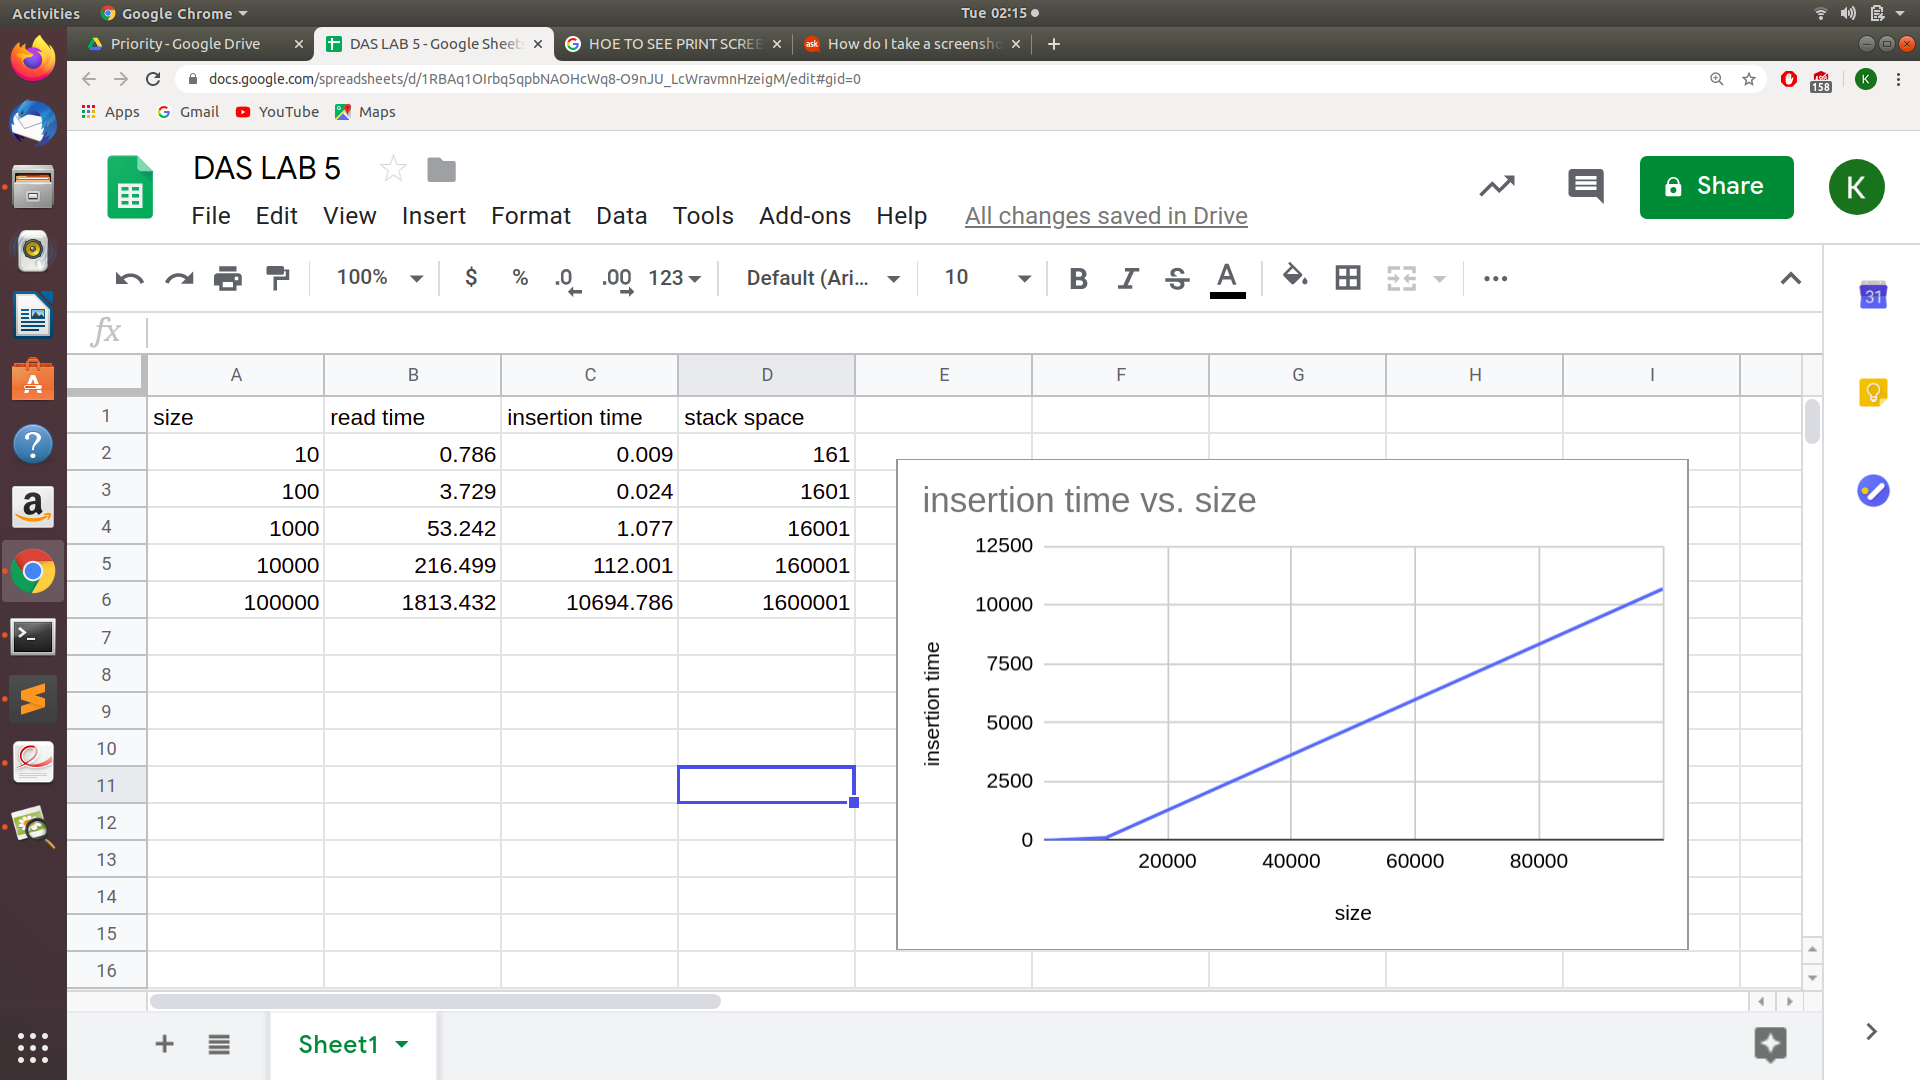 Activities Google Chrome Tue 02:15
Priority - Google Drive DAS LAB 5 - Google Sheets HOE TO SEE PRINT SCREE ask How do I take a screensho
docs.google.com/spreadsheets/d/1RBAq1OIrbq5qpbNAOHcWq8-O9nJU_LcWravmnHzeigM/edit#gid=0 158 K
Apps Gmail YouTube Maps
DAS LAB 5
Share K
File Edit View Insert Format Data Tools Add-ons Help All changes saved in Drive
100% $ % .0 .00 123 Default (Ari... 10 B I S A
31
fx
A B C D E F G H I
1 size read time insertion time stack space
2 10 0.786 0.009 161
3 100 3.729 0.024 1601
4 1000 53.242 1.077 16001
5 10000 216.499 112.001 160001
6 100000 1813.432 10694.786 1600001
7
8
9
10
11
12
13
14
15
16
insertion time vs. size
12500
10000
7500
5000
2500
0
insertion time
20000 40000 60000 80000
size
Sheet1